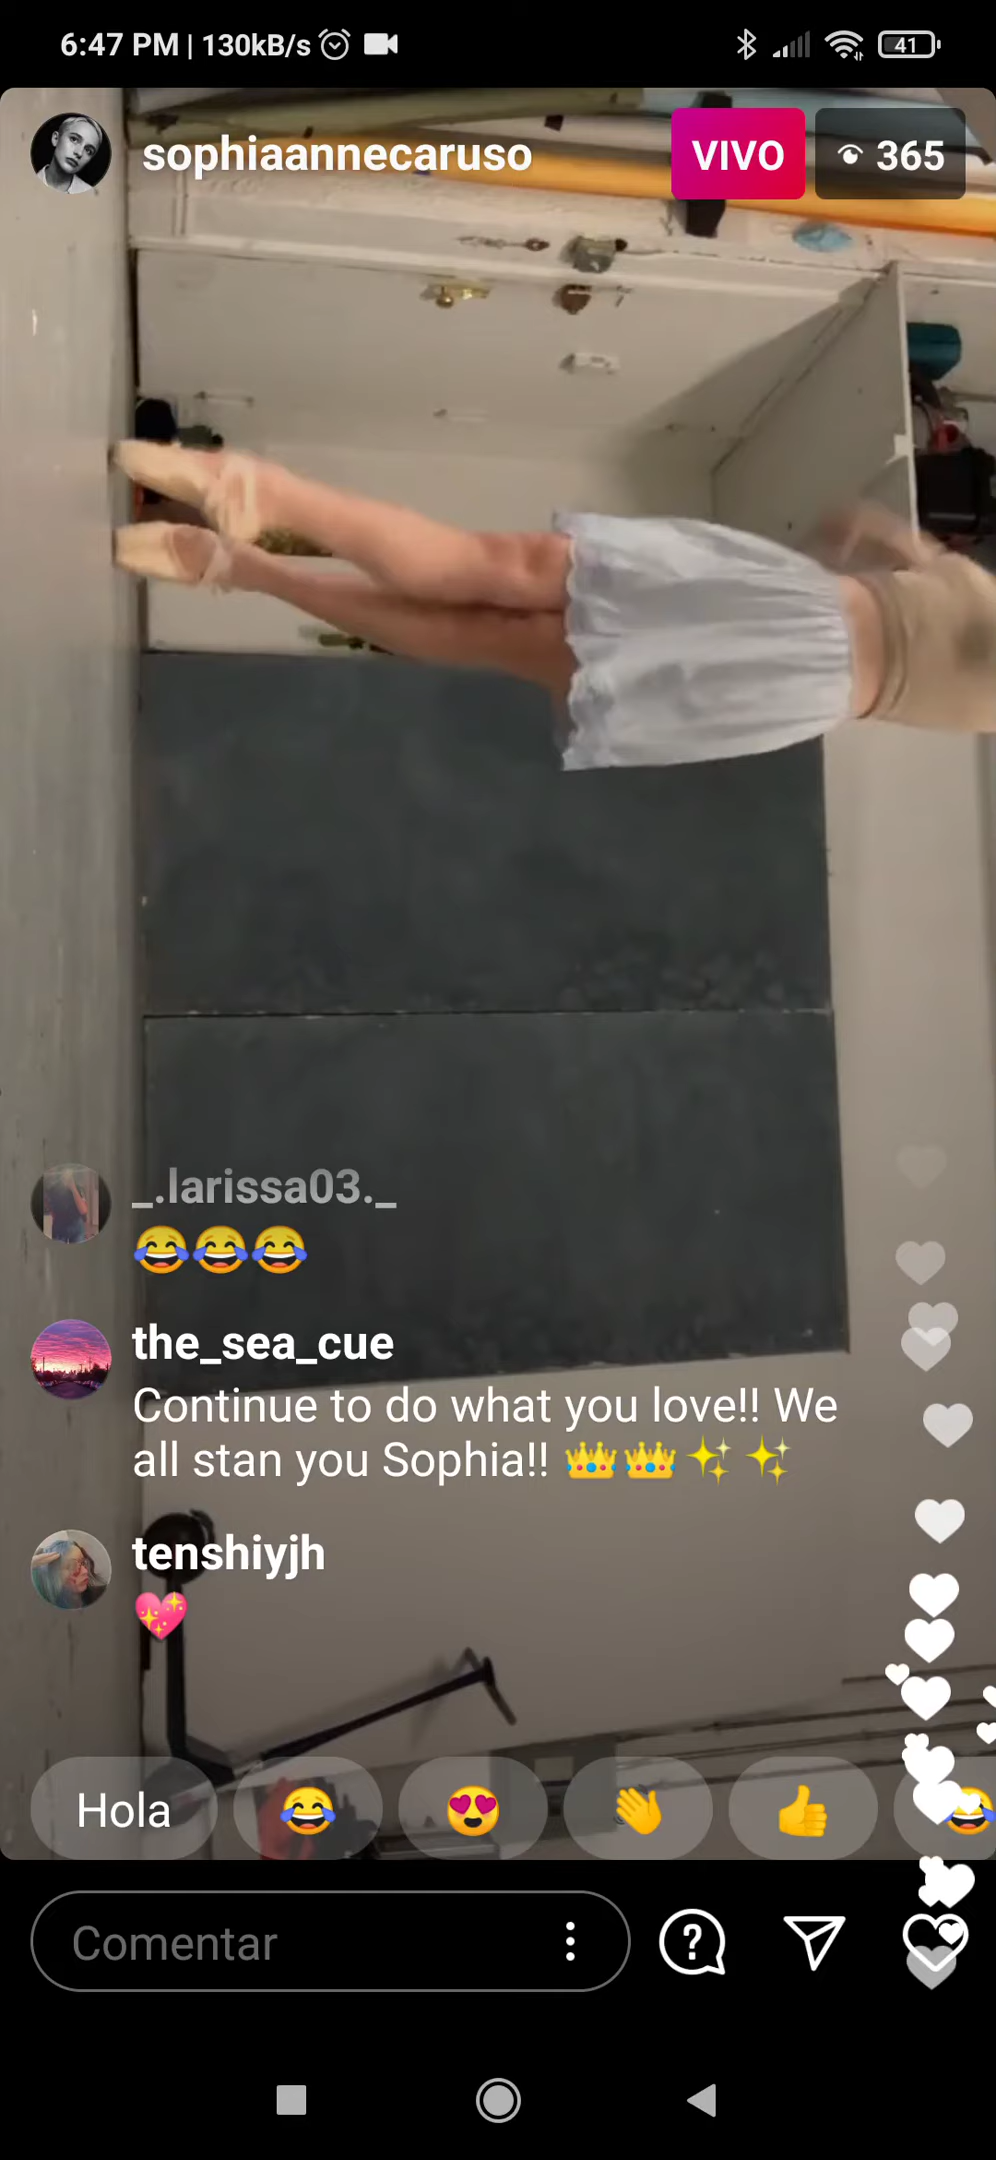 6:47 PM | 130kB/s
41
sophiaannecaruso
VIVO
365
_.larissa03._
😂😂😂
the_sea_cue
Continue to do what you love!! We
all stan you Sophia!! 👑👑✨✨
tenshiyjh
💖
Hola 😂 😍 👏 👍 😂
Comentar